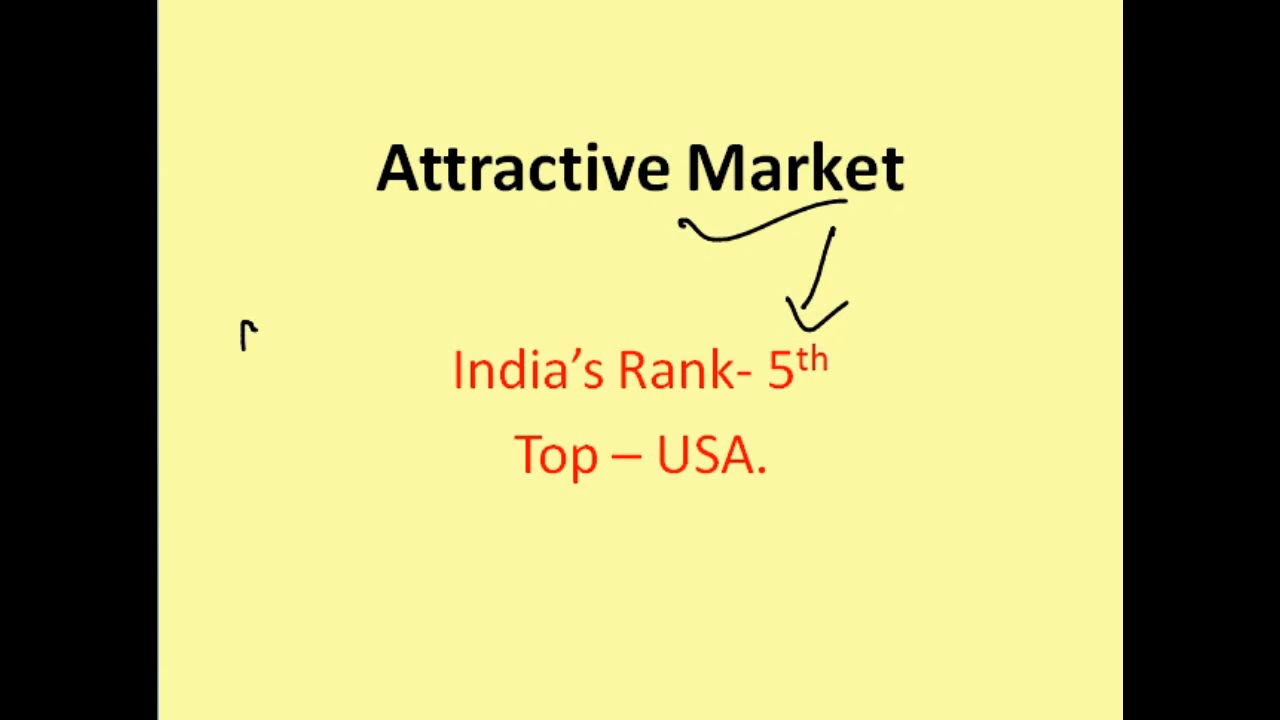 Attractive Market
India’s Rank- 5th
Top – USA.